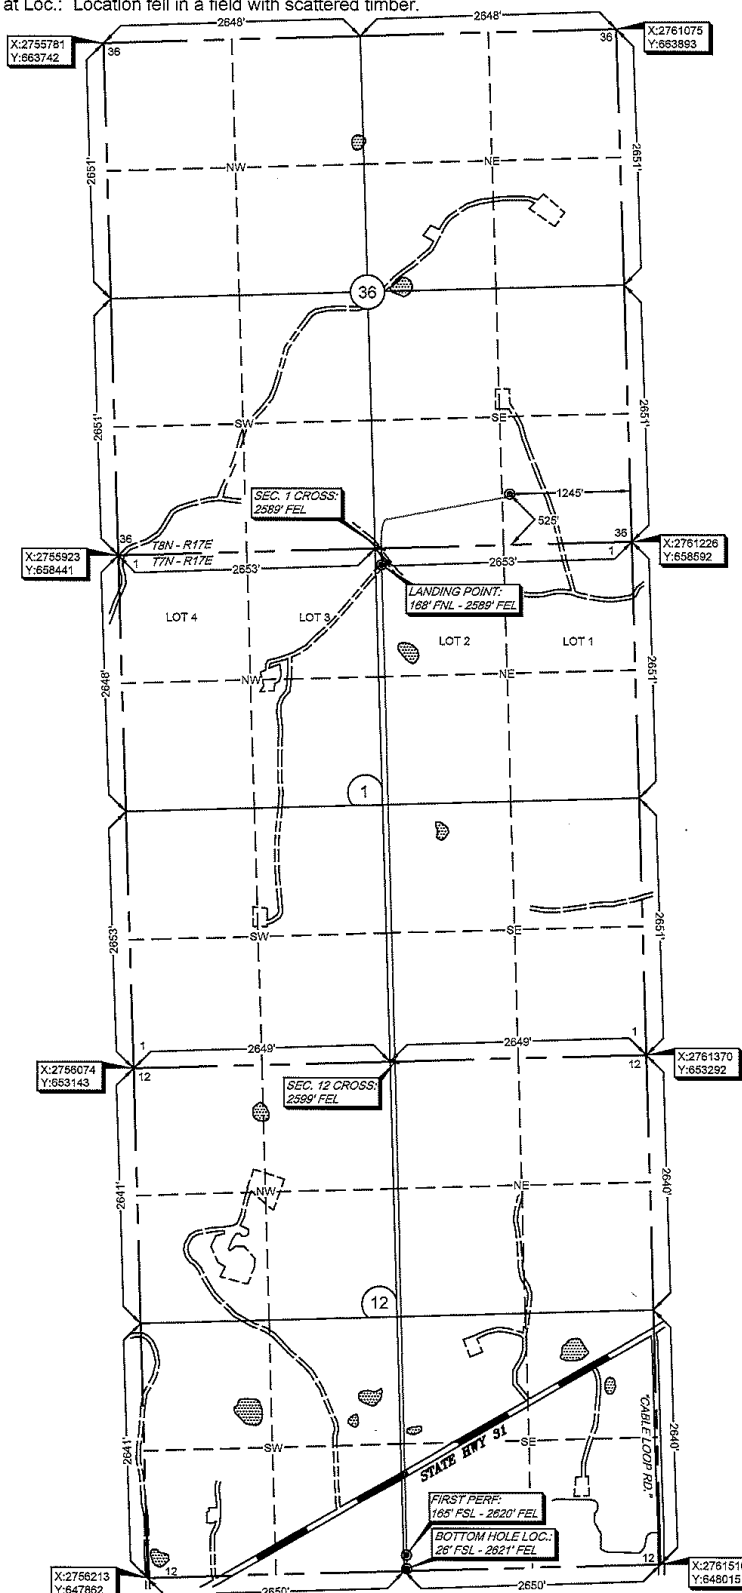 at Loc.: Location fell in a field with scattered timber.
2648'
2648'
X:2755781
Y:663742
X:2761075
Y:663893
36
36
2651'
2651'
NW
NE
36
2651'
2651'
SW
SE
SEC. 1 CROSS:
2589' FEL
1245'
525'
X:2755923
Y:658441
36
T8N - R17E
36
X:2761226
Y:658592
1
T7N - R17E
2653'
2653'
1
LANDING POINT:
168' FNL - 2589' FEL
LOT 4
LOT 3
LOT 2
LOT 1
2648'
2651'
NW
NE
1
2653'
2651'
SW
SE
1
2649'
2649'
1
X:2756074
Y:653143
12
12
X:2761370
Y:653292
SEC. 12 CROSS:
2599' FEL
2641'
2640'
NW
NE
12
2641'
2640'
"CABLE LOOP RD."
SW
SE
STATE HWY 31
FIRST PERF:
165' FSL - 2620' FEL
BOTTOM HOLE LOC.:
26' FSL - 2621' FEL
X:2756213
Y:647862
12
12
Y:648015
2650'
2650'